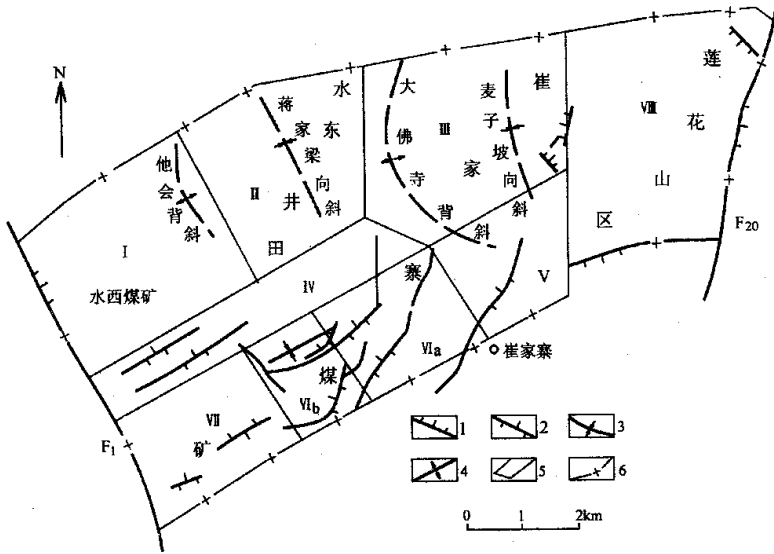 N
水东井田
蒋家梁向斜
他会背斜
大佛寺背斜
麦子坡向斜
崔家寨煤矿
莲花山区
水西煤矿
I
II
III
IV
V
VIa
VIb
VII
VIII
F20
F1
崔家寨
1
2
3
4
5
6
0 1 2km